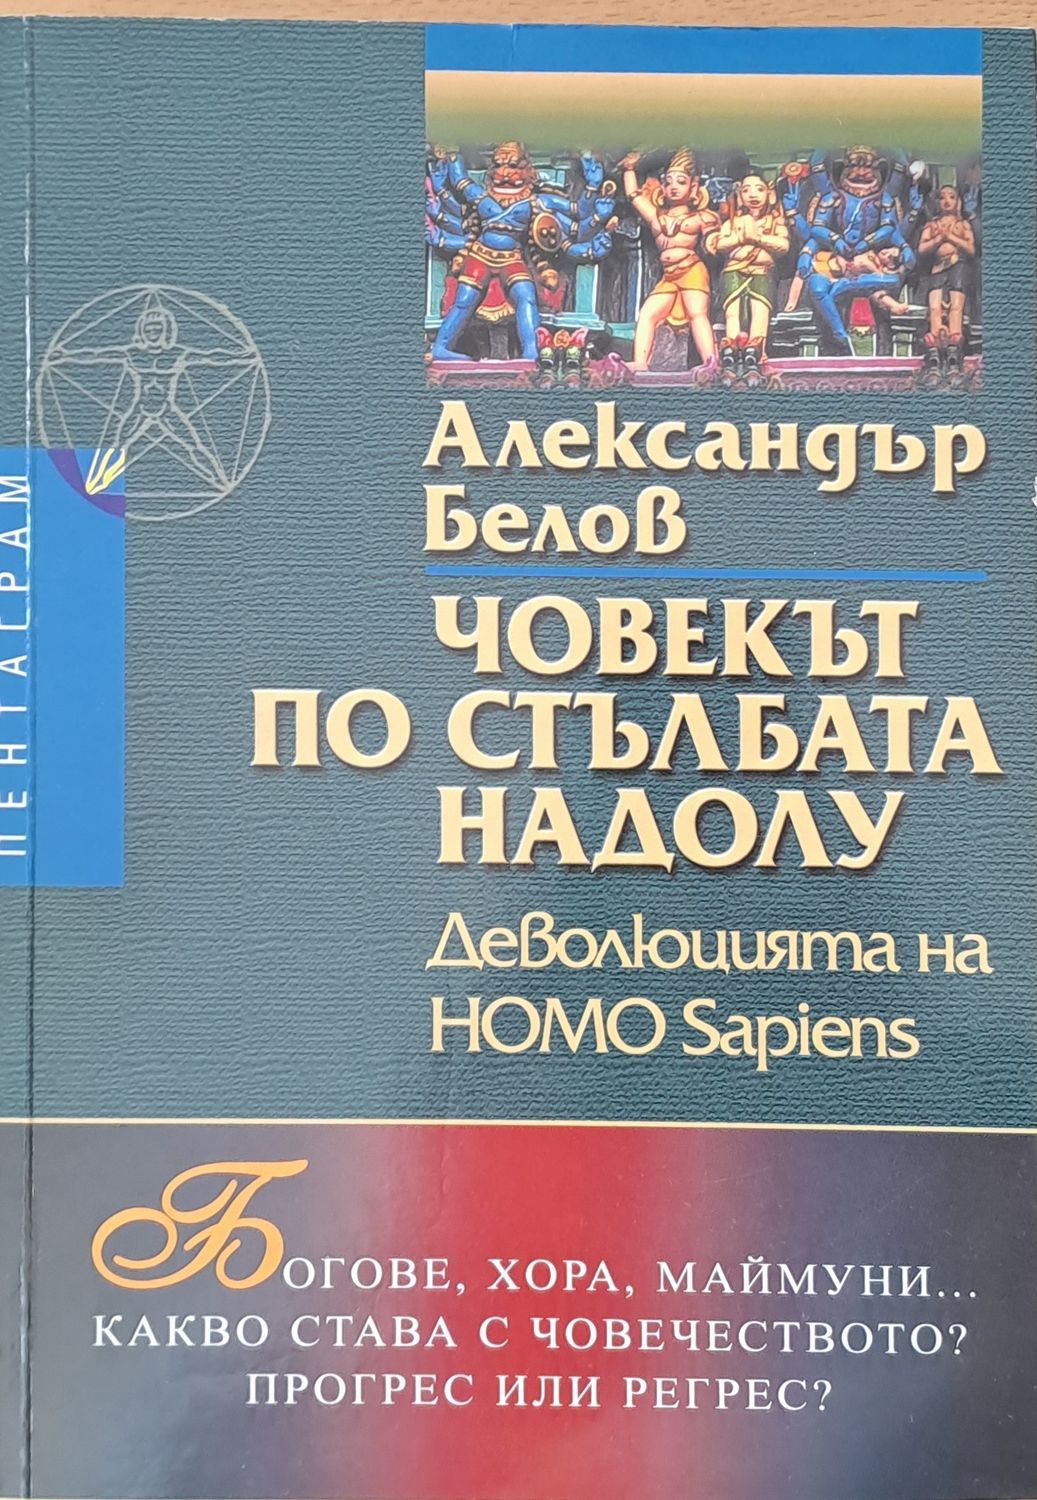 Александър
Белов
ЧОВЕКЪТ
ПО СТЪЛБАТА
НАДОЛУ
Деволюцията на
HOMO Sapiens
БОГОВЕ, ХОРА, МАЙМУНИ...
КАКВО СТАВА С ЧОВЕЧЕСТВОТО?
ПРОГРЕС ИЛИ РЕГРЕС?
ПЕНТАГРАМ